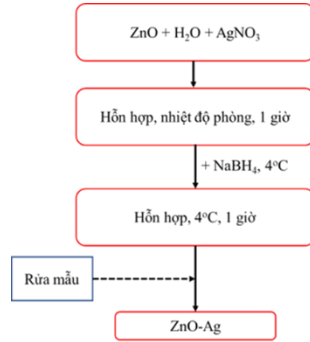 ZnO + H₂O + AgNO₃
Hỗn hợp, nhiệt độ phòng, 1 giờ
+ NaBH₄, 4°C
Hỗn hợp, 4°C, 1 giờ
Rửa mẫu
ZnO-Ag